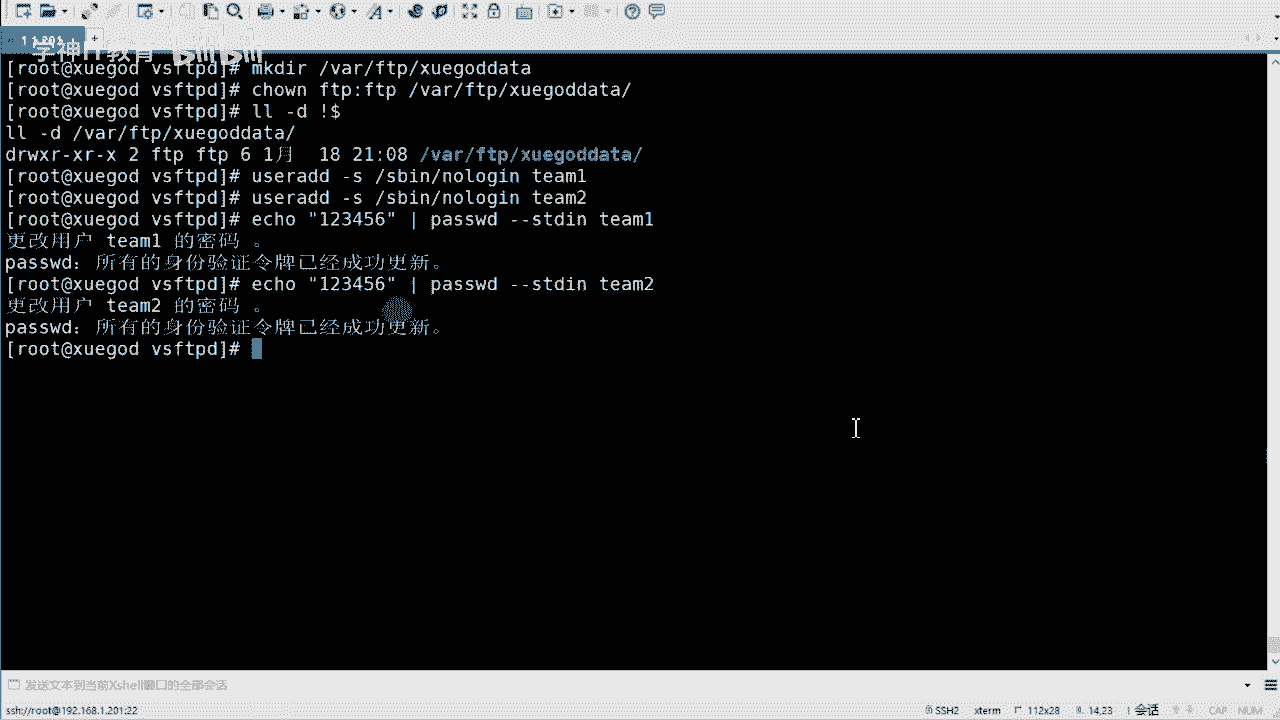 1 1.201
+
学神IT教育 bilibili
[root@xuegod vsftpd]# mkdir /var/ftp/xuegoddata
[root@xuegod vsftpd]# chown ftp:ftp /var/ftp/xuegoddata/
[root@xuegod vsftpd]# ll -d !$
ll -d /var/ftp/xuegoddata/
drwxr-xr-x 2 ftp ftp 6 1月  18 21:08 /var/ftp/xuegoddata/
[root@xuegod vsftpd]# useradd -s /sbin/nologin team1
[root@xuegod vsftpd]# useradd -s /sbin/nologin team2
[root@xuegod vsftpd]# echo "123456" | passwd --stdin team1
更改用户 team1 的密码 。
passwd：所有的身份验证令牌已经成功更新。
[root@xuegod vsftpd]# echo "123456" | passwd --stdin team2
更改用户 team2 的密码 。
passwd：所有的身份验证令牌已经成功更新。
[root@xuegod vsftpd]#
发送文本到当前Xshell窗口的全部会话
ssh://root@192.168.1.201:22 SSH2 xterm 112x28 14,23 1 会话 CAP NUM